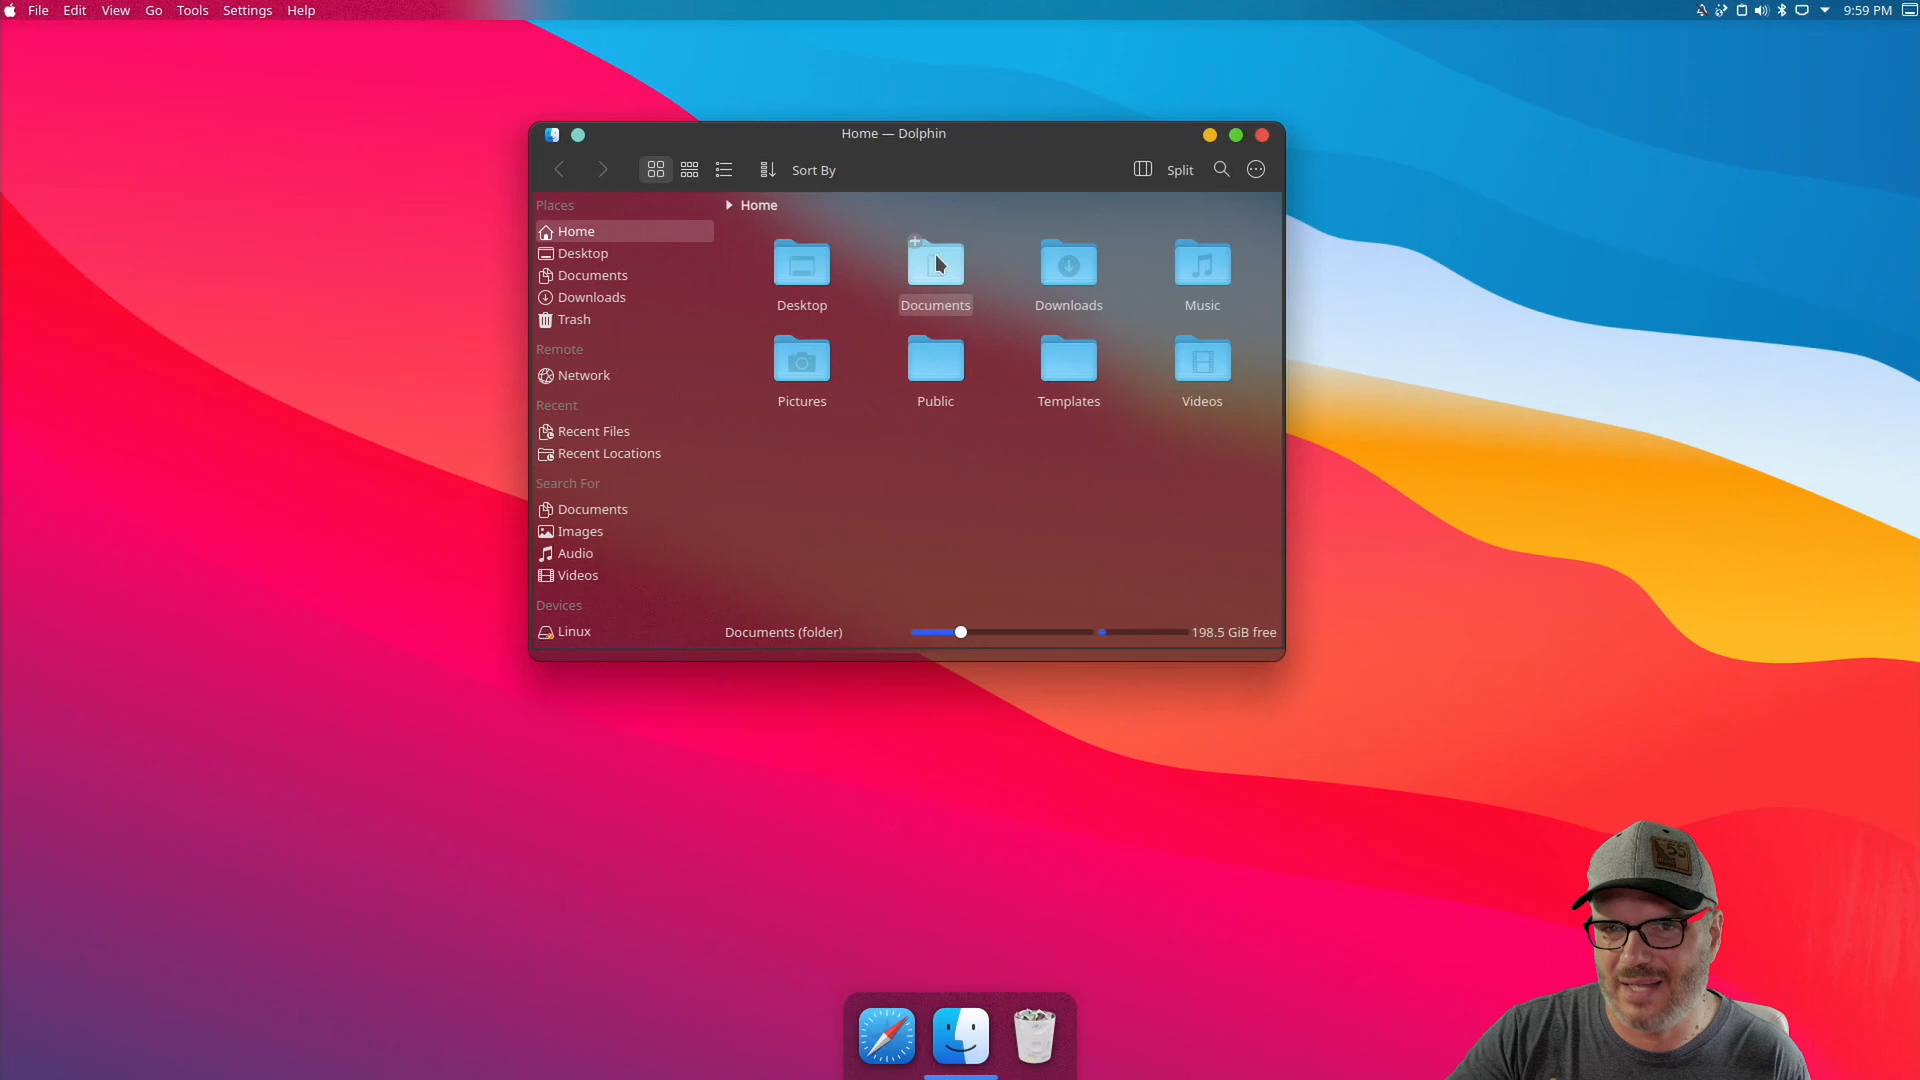 File Edit View Go Tools Settings Help
9:59 PM
Home — Dolphin
Sort By
Split
Places
Home
Desktop
Documents
Downloads
Trash
Remote
Network
Recent
Recent Files
Recent Locations
Search For
Documents
Images
Audio
Videos
Devices
Linux
Home
Desktop Documents Downloads Music
Pictures Public Templates Videos
Documents (folder)
198.5 GiB free
55